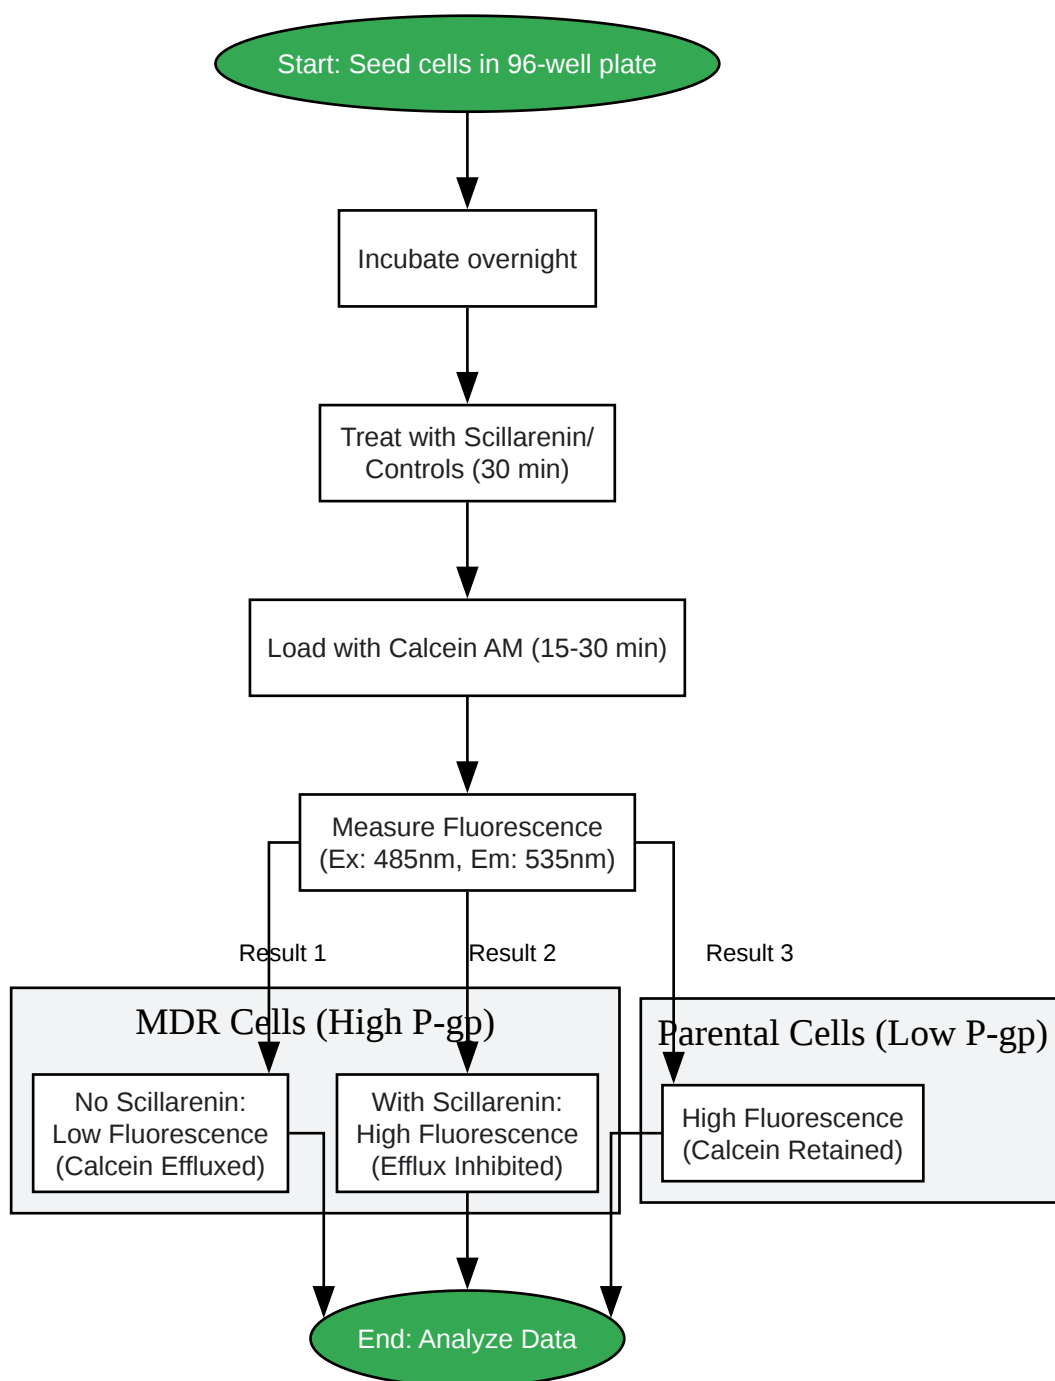 Start: Seed cells in 96-well plate
Incubate overnight
Treat with Scillarenin/
Controls (30 min)
Load with Calcein AM (15-30 min)
Measure Fluorescence
(Ex: 485nm, Em: 535nm)
Result 1
Result 2
Result 3
MDR Cells (High P-gp)
Parental Cells (Low P-gp)
No Scillarenin:
Low Fluorescence
(Calcein Effluxed)
With Scillarenin:
High Fluorescence
(Efflux Inhibited)
High Fluorescence
(Calcein Retained)
End: Analyze Data